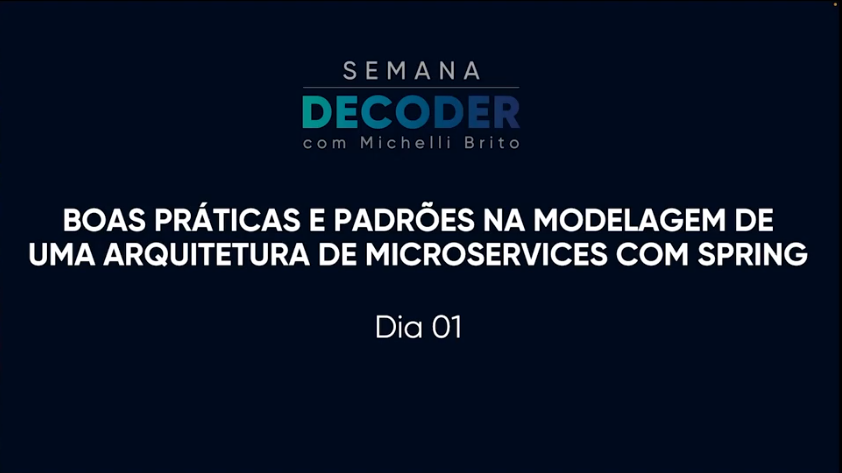 SEMANA
DECODER
com Michelli Brito
BOAS PRÁTICAS E PADRÕES NA MODELAGEM DE
UMA ARQUITETURA DE MICROSERVICES COM SPRING
Dia 01